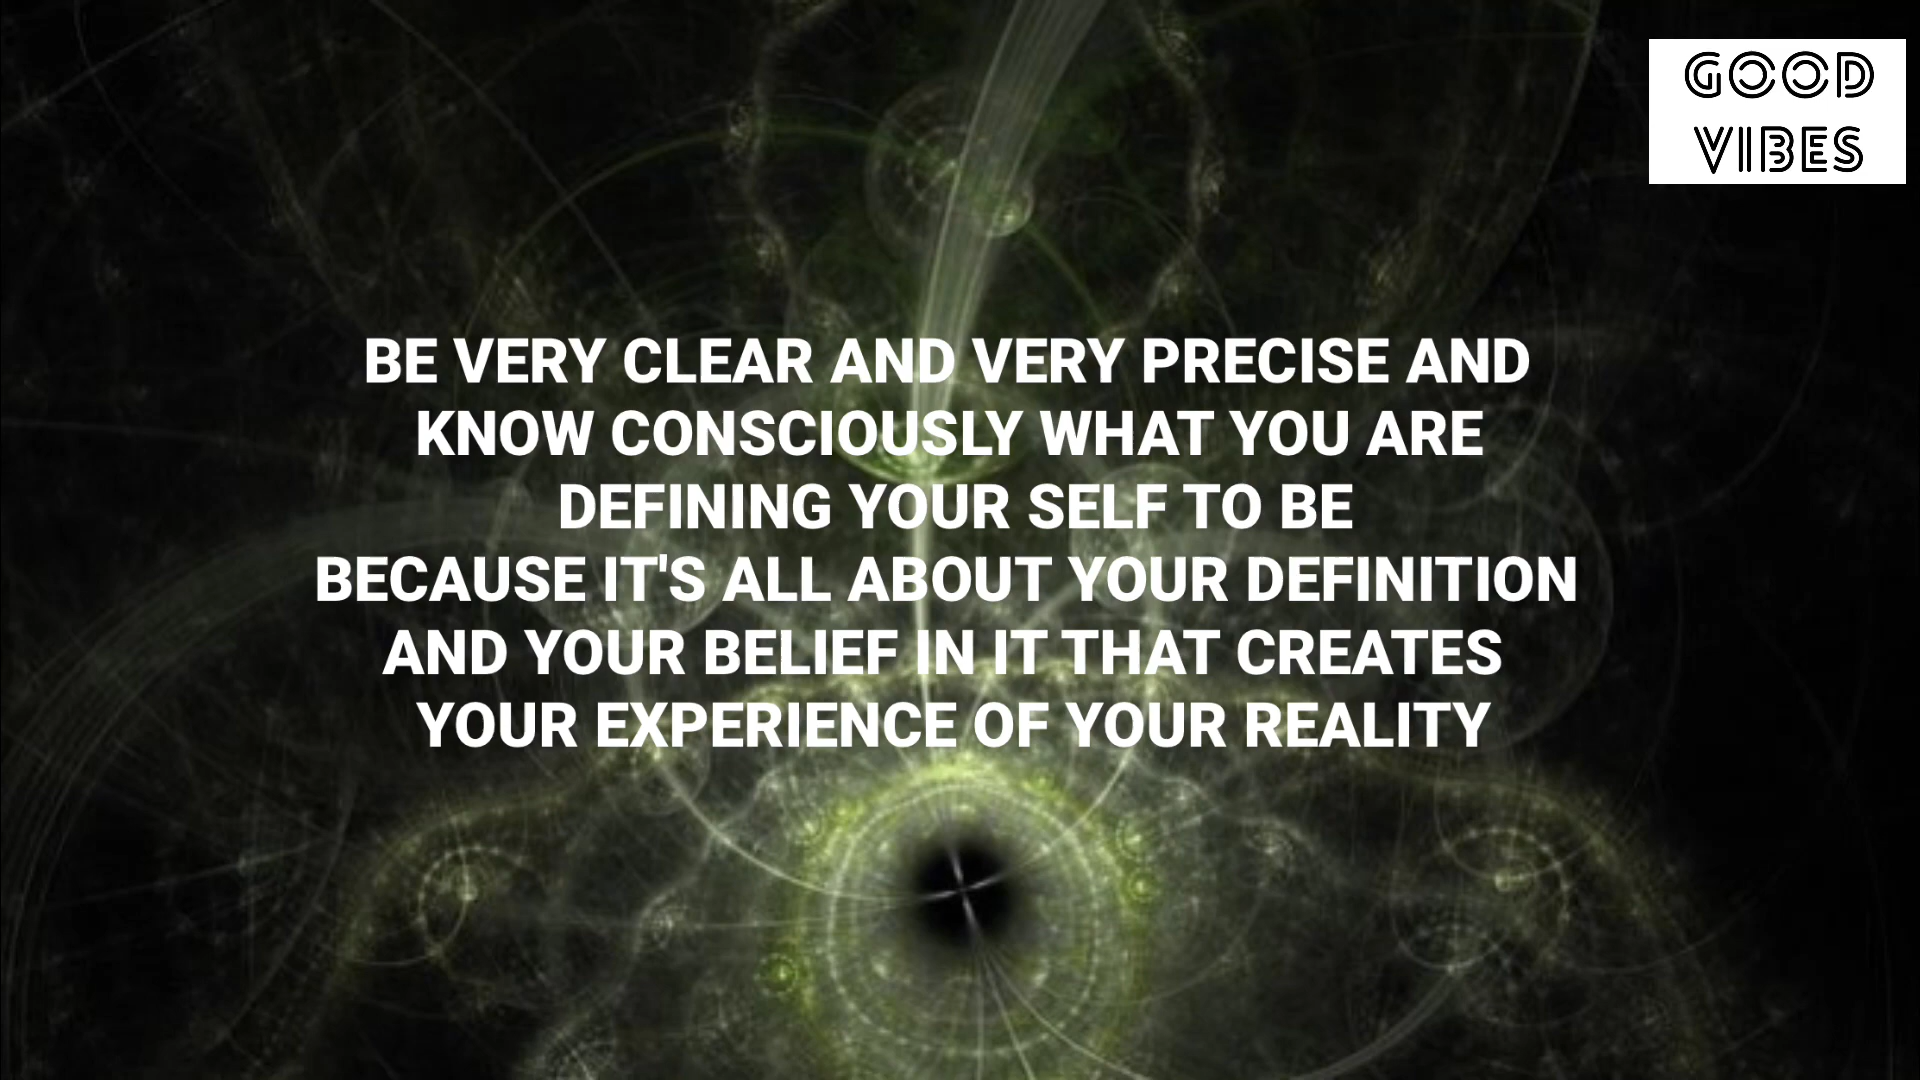 GOOD
VIBES
BE VERY CLEAR AND VERY PRECISE AND
KNOW CONSCIOUSLY WHAT YOU ARE
DEFINING YOUR SELF TO BE
BECAUSE IT'S ALL ABOUT YOUR DEFINITION
AND YOUR BELIEF IN IT THAT CREATES
YOUR EXPERIENCE OF YOUR REALITY